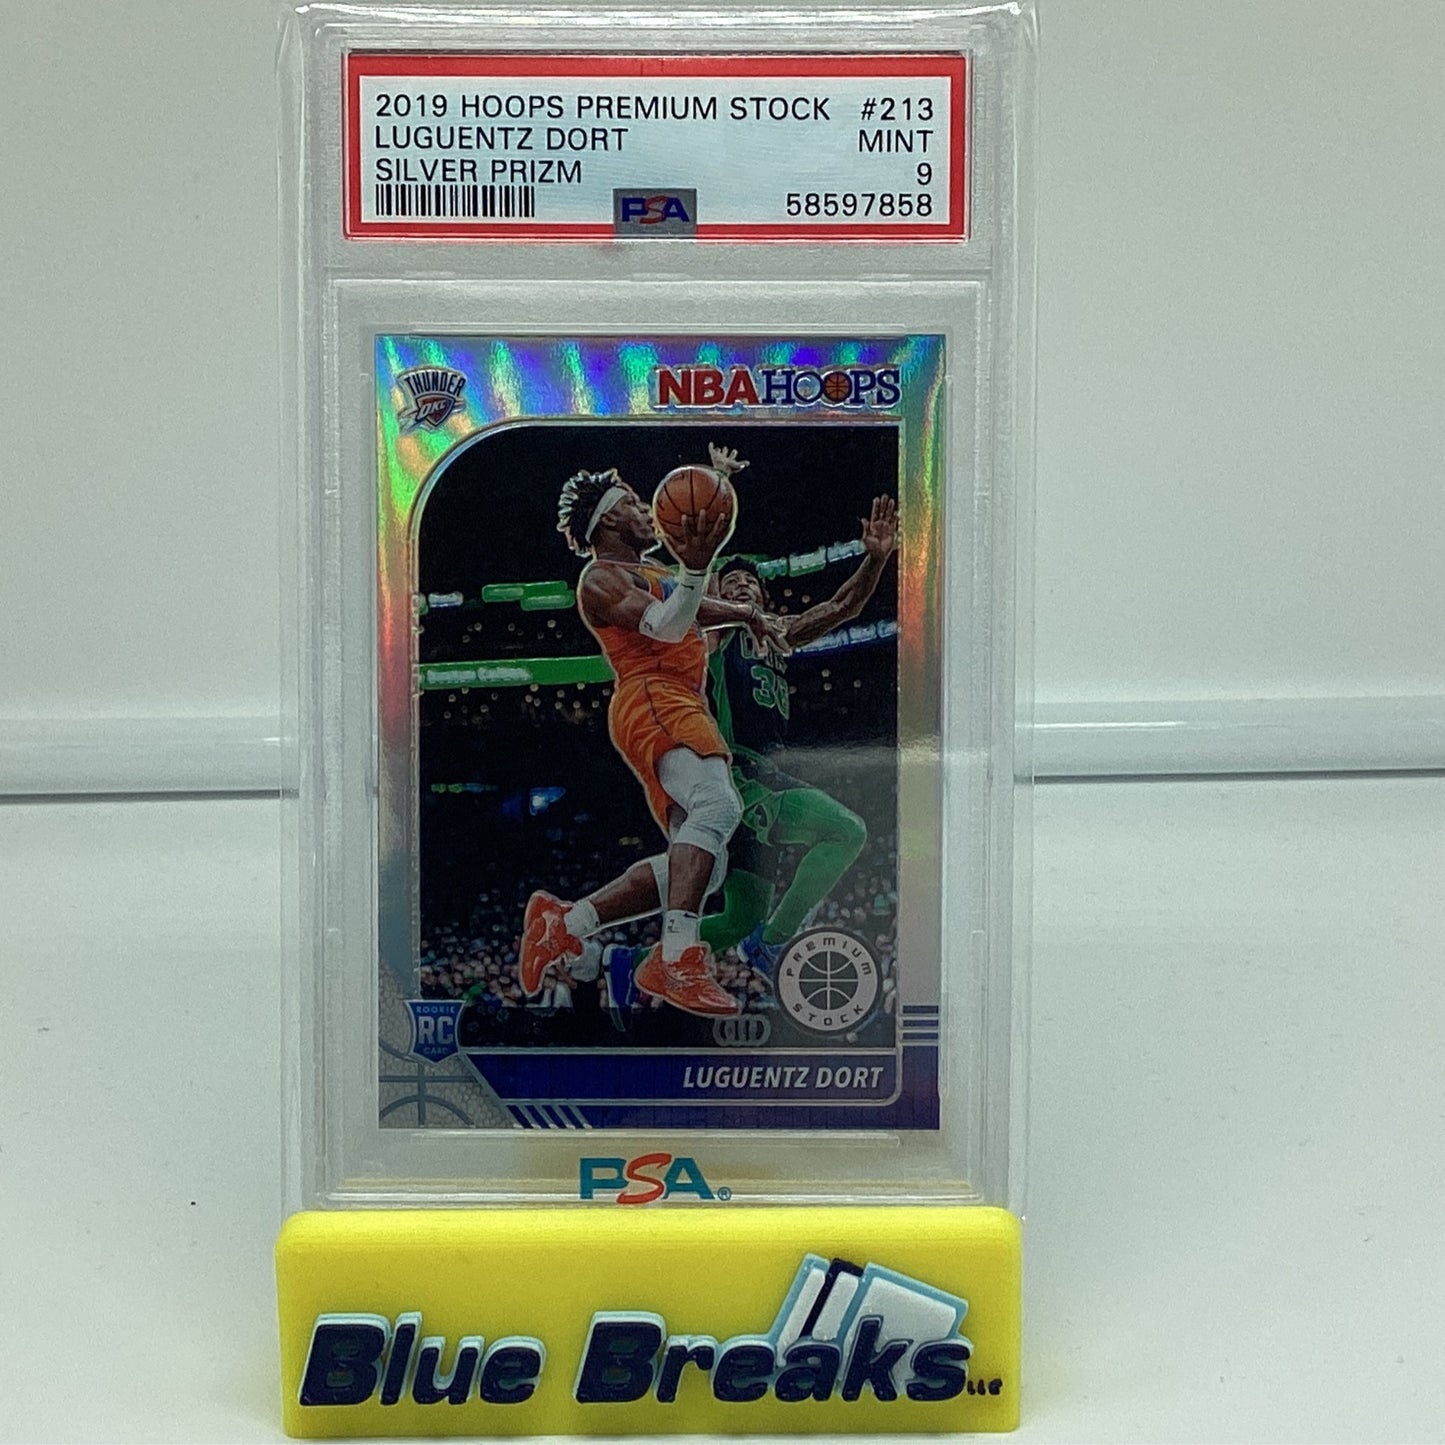 2019 HOOPS PREMIUM STOCK #213
LUGUENTZ DORT MINT
SILVER PRIZM 9
PSA 58597858
THUNDER
OKC
NBA HOOPS
36
PREMIUM
STOCK
ROOKIE
RC
CARD
LUGUENTZ DORT
PSA®
Blue Breaks LLC